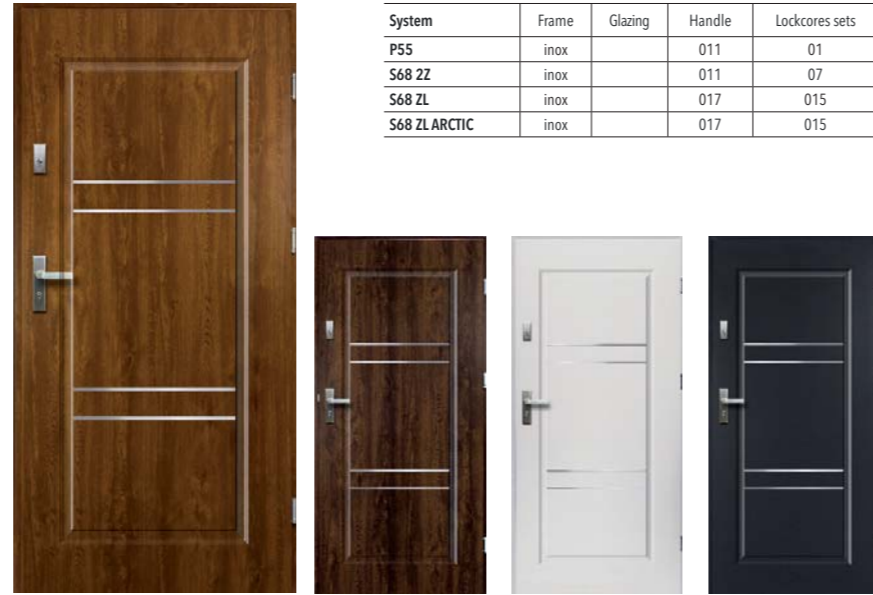 System Frame Glazing Handle Lockcores sets
P55 inox 011 01
S68 2Z inox 011 07
S68 ZL inox 017 015
S68 ZL ARCTIC inox 017 015